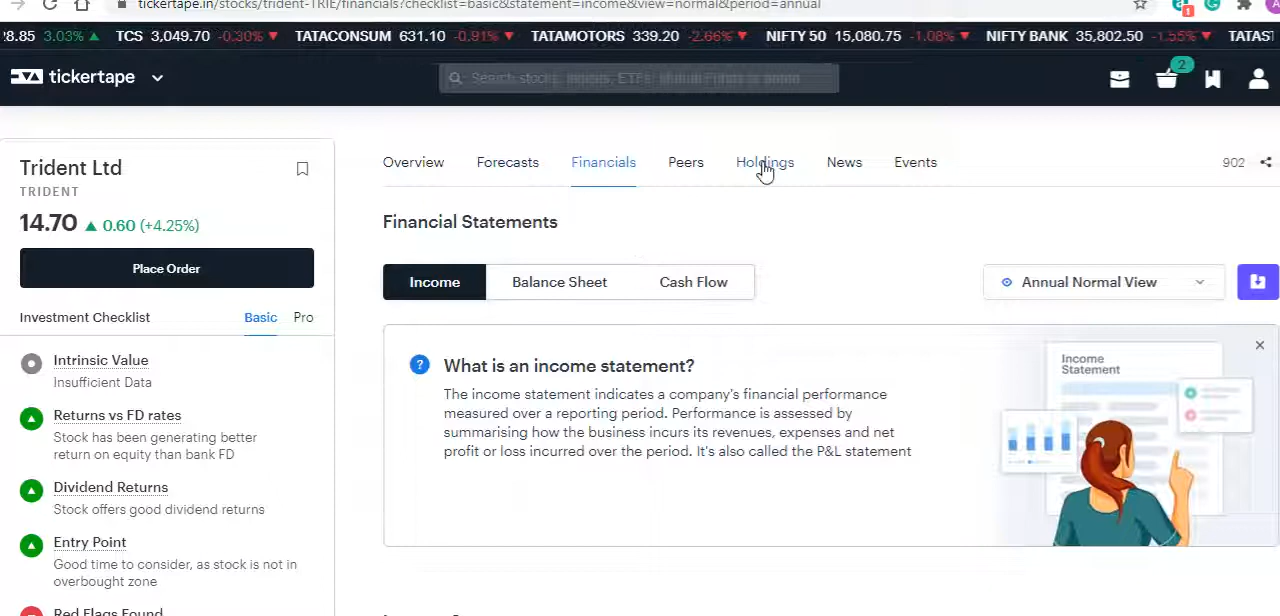 tickertape.in/stocks/trident-TRIE/financials?checklist=basic&statement=income&view=normal&period=annual
1
28.85 3.03% ▲ TCS 3,049.70 -0.30% ▼ TATACONSUM 631.10 -0.91% ▼ TATAMOTORS 339.20 -2.66% ▼ NIFTY 50 15,080.75 -1.08% ▼ NIFTY BANK 35,802.50 -1.55% ▼ TATAST
tickertape
2
Trident Ltd
TRIDENT
14.70 ▲ 0.60 (+4.25%)
Place Order
Investment Checklist Basic Pro
Intrinsic Value
Insufficient Data
Returns vs FD rates
Stock has been generating better
return on equity than bank FD
Dividend Returns
Stock offers good dividend returns
Entry Point
Good time to consider, as stock is not in
overbought zone
Red Flags Found
Overview Forecasts Financials Peers Holdings News Events 902
Financial Statements
Income Balance Sheet Cash Flow Annual Normal View
? What is an income statement?
The income statement indicates a company's financial performance
measured over a reporting period. Performance is assessed by
summarising how the business incurs its revenues, expenses and net
profit or loss incurred over the period. It's also called the P&L statement
Income
Statement